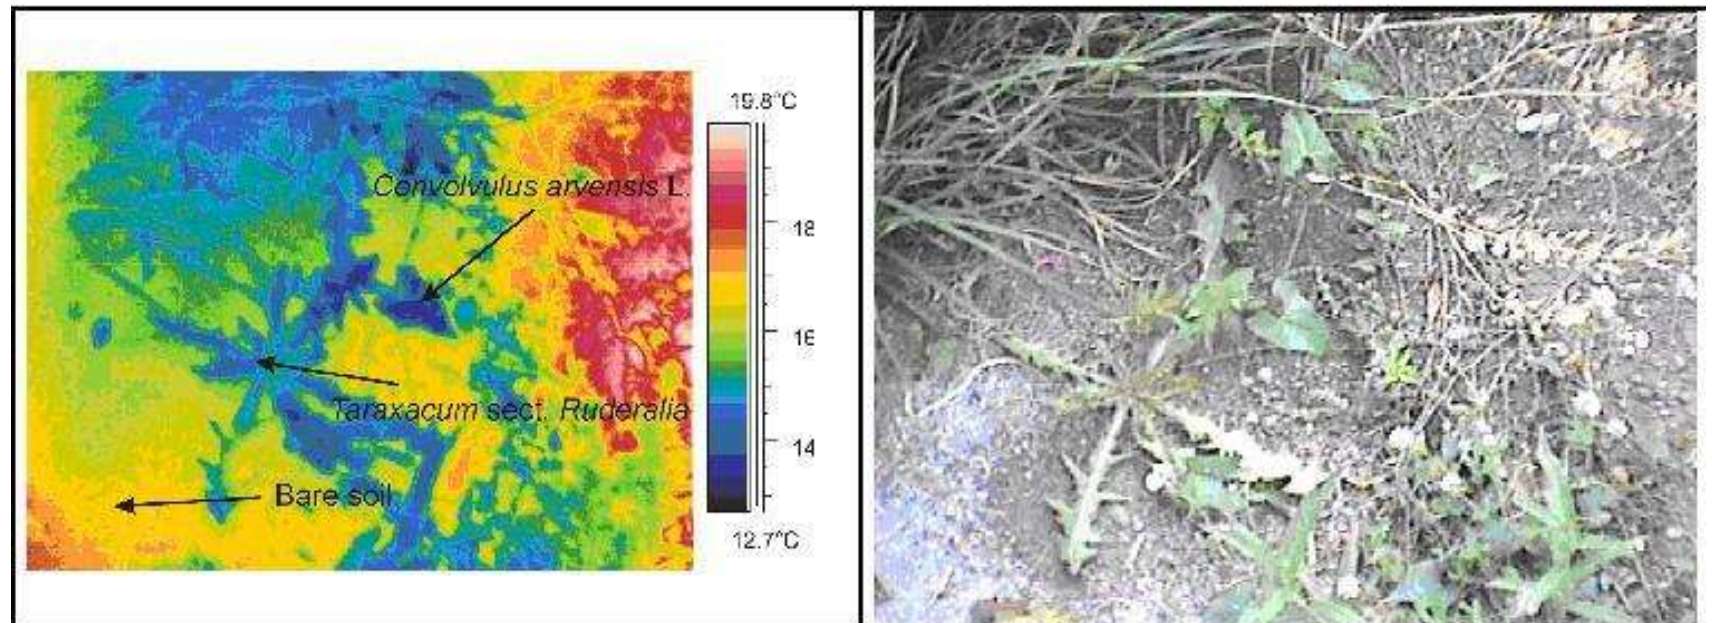 19.8°C
Convolvulus arvensis L.
18
16
Taraxacum sect. Ruderalia
14
Bare soil
12.7°C